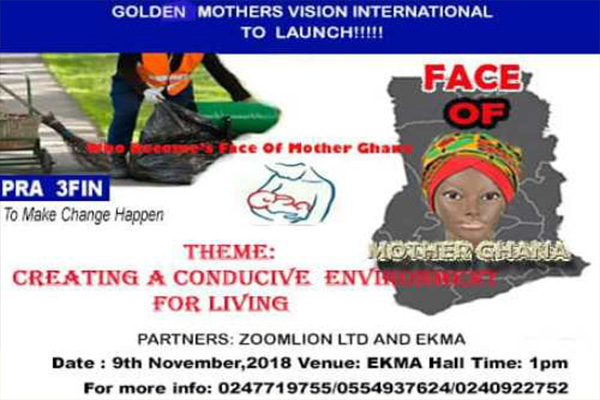 GOLDEN MOTHERS VISION INTERNATIONAL
TO LAUNCH!!!!!
FACE
OF
Who Become's Face Of Mother Ghana
PRA 3FIN
To Make Change Happen
MOTHER GHANA
THEME:
CREATING A CONDUCIVE ENVIRONMENT
FOR LIVING
PARTNERS: ZOOMLION LTD AND EKMA
Date : 9th November,2018 Venue: EKMA Hall Time: 1pm
For more info: 0247719755/0554937624/0240922752